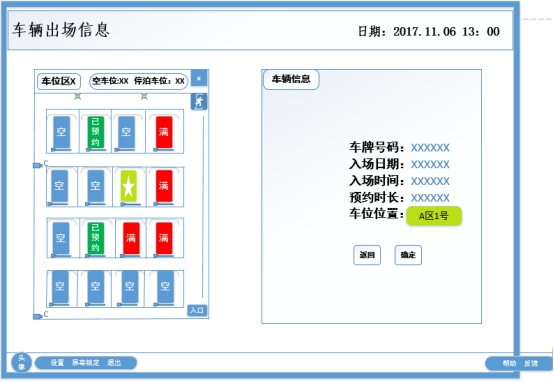 车辆出场信息
日期：2017.11.06 13：00
车位区X
空车位:XX 停泊车位：XX
车辆信息
空 已预约 空 满
C
空 空 满
空 已预约 满 满
空 空 空 空
入口
C
车牌号码：XXXXXX
入场日期：XXXXXX
入场时间：XXXXXX
预约时长：XXXXXX
车位位置：A区1号
返回 确定
头像
设置 屏幕锁定 退出
帮助 反馈